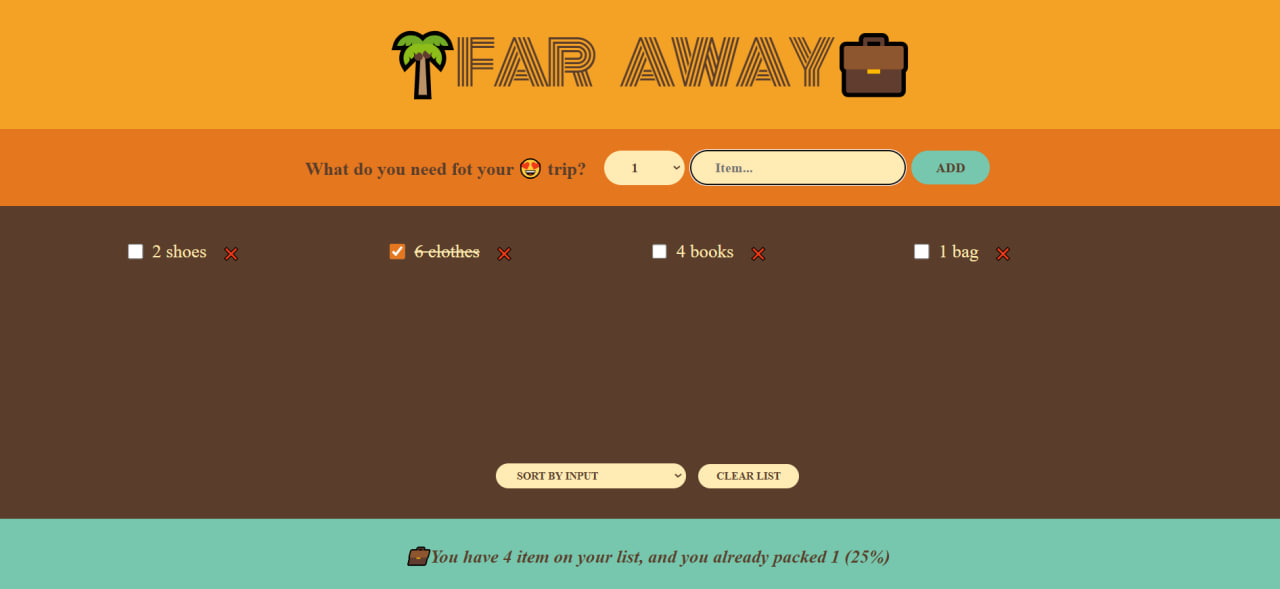 🌴FAR AWAY💼
What do you need fot your 😍 trip? 1 Item... ADD
2 shoes ❌ 6 clothes ❌ 4 books ❌ 1 bag ❌
SORT BY INPUT CLEAR LIST
💼You have 4 item on your list, and you already packed 1 (25%)